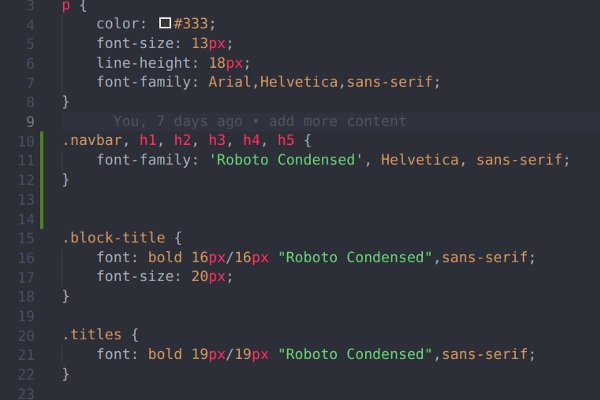 3 p {
4 color: #333;
5 font-size: 13px;
6 line-height: 18px;
7 font-family: Arial,Helvetica,sans-serif;
8 }
9 You, 7 days ago • add more content
10 .navbar, h1, h2, h3, h4, h5 {
11 font-family: 'Roboto Condensed', Helvetica, sans-serif;
12 }
13
14
15 .block-title {
16 font: bold 16px/16px "Roboto Condensed",sans-serif;
17 font-size: 20px;
18 }
19
20 .titles {
21 font: bold 19px/19px "Roboto Condensed",sans-serif;
22 }
23